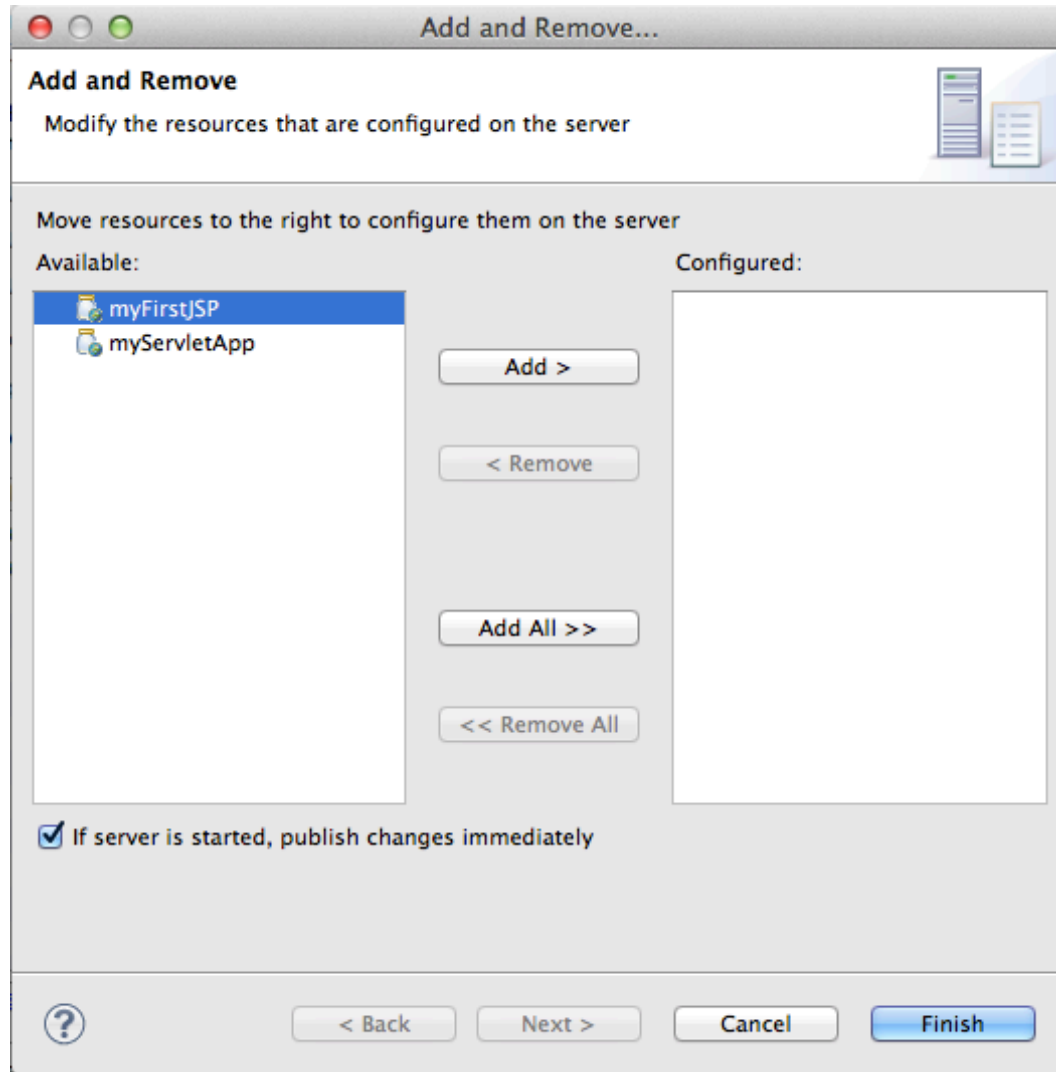 Add and Remove...
Add and Remove
Modify the resources that are configured on the server
Move resources to the right to configure them on the server
Available:
Configured:
myFirstJSP
myServletApp
Add >
< Remove
Add All >>
<< Remove All
If server is started, publish changes immediately
?
< Back
Next >
Cancel
Finish